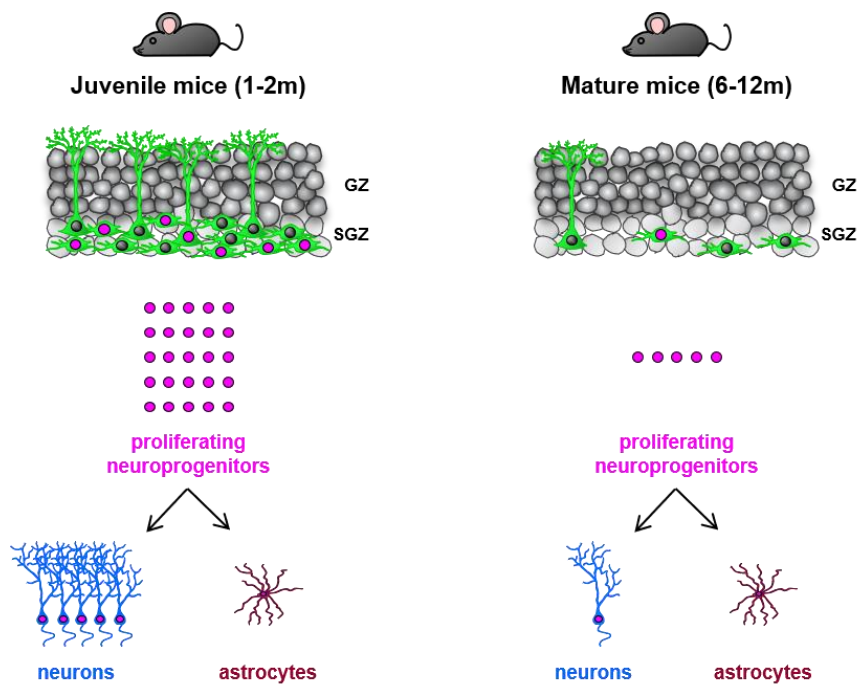 Juvenile mice (1-2m)
Mature mice (6-12m)
GZ
SGZ
GZ
SGZ
proliferating
neuroprogenitors
proliferating
neuroprogenitors
neurons
astrocytes
neurons
astrocytes